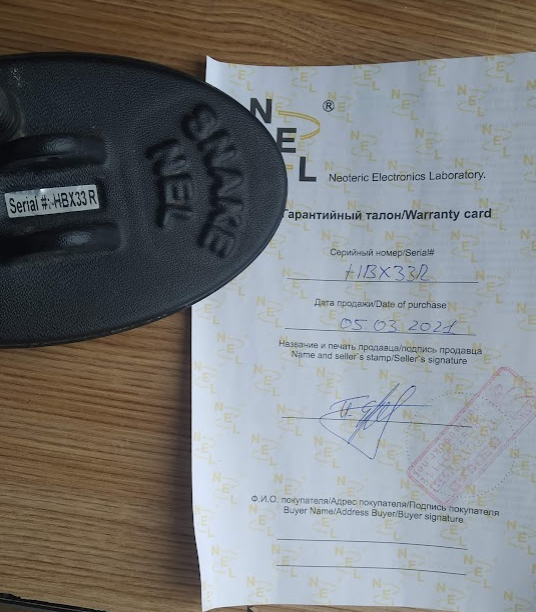 SNAKE
NEL
Serial #: HBX33 R
N
E
L
®
Neoteric Electronics Laboratory.
Гарантийный талон/Warranty card
Серийный номер/Serial#
HBX33R
Дата продажи/Date of purchase
05 03 2021
Название и печать продавца/подпись продавца
Name and seller`s stamp/Seller`s signature
Ф.И.О. покупателя/Адрес покупателя/Подпись покупателя
Buyer Name/Address Buyer/Buyer signature